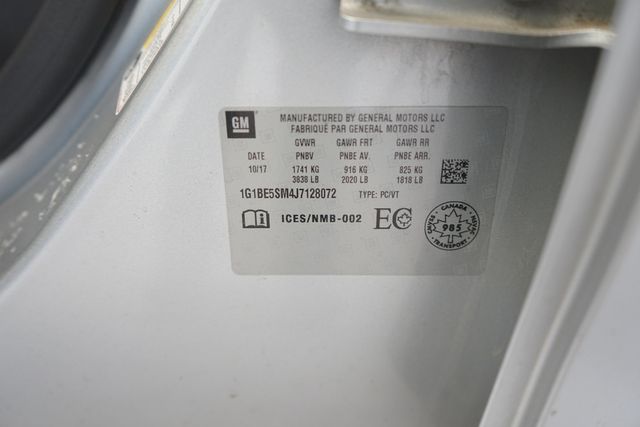 GM
MANUFACTURED BY GENERAL MOTORS LLC
FABRIQUÉ PAR GENERAL MOTORS LLC
GVWR GAWR FRT GAWR RR
DATE PNBV PNBE AV. PNBE ARR.
10/17 1741 KG 916 KG 825 KG
3838 LB 2020 LB 1818 LB
1G1BE5SM4J7128072 TYPE: PC/VT
ICES/NMB-002 EC
CANADA
985